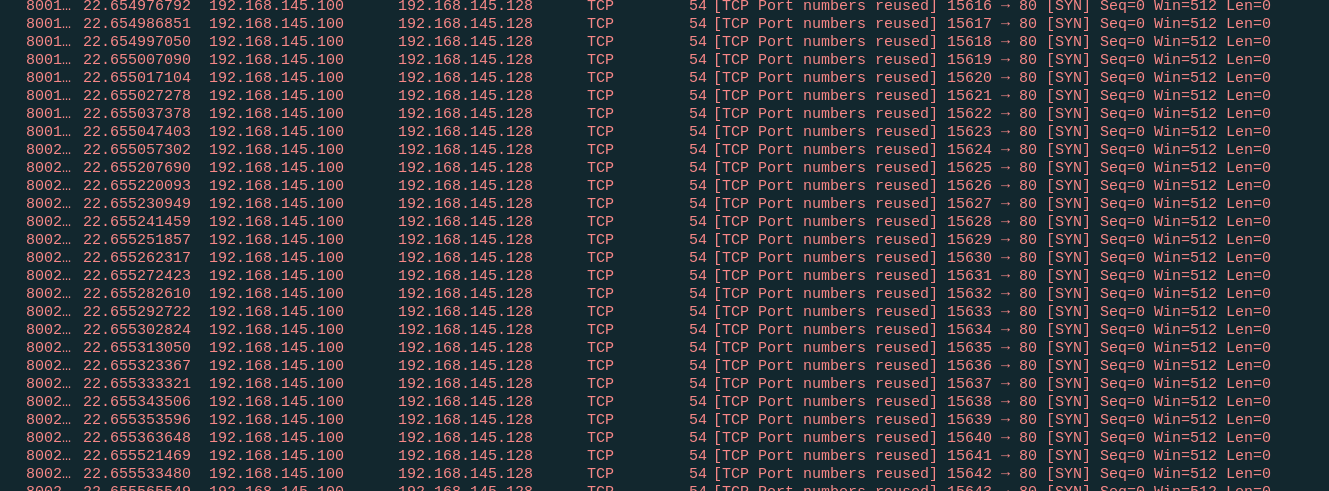 8001… 22.654976792 192.168.145.100 192.168.145.128 TCP 54 [TCP Port numbers reused] 15616 → 80 [SYN] Seq=0 Win=512 Len=0
8001… 22.654986851 192.168.145.100 192.168.145.128 TCP 54 [TCP Port numbers reused] 15617 → 80 [SYN] Seq=0 Win=512 Len=0
8001… 22.654997050 192.168.145.100 192.168.145.128 TCP 54 [TCP Port numbers reused] 15618 → 80 [SYN] Seq=0 Win=512 Len=0
8001… 22.655007090 192.168.145.100 192.168.145.128 TCP 54 [TCP Port numbers reused] 15619 → 80 [SYN] Seq=0 Win=512 Len=0
8001… 22.655017104 192.168.145.100 192.168.145.128 TCP 54 [TCP Port numbers reused] 15620 → 80 [SYN] Seq=0 Win=512 Len=0
8001… 22.655027278 192.168.145.100 192.168.145.128 TCP 54 [TCP Port numbers reused] 15621 → 80 [SYN] Seq=0 Win=512 Len=0
8001… 22.655037378 192.168.145.100 192.168.145.128 TCP 54 [TCP Port numbers reused] 15622 → 80 [SYN] Seq=0 Win=512 Len=0
8001… 22.655047403 192.168.145.100 192.168.145.128 TCP 54 [TCP Port numbers reused] 15623 → 80 [SYN] Seq=0 Win=512 Len=0
8002… 22.655057302 192.168.145.100 192.168.145.128 TCP 54 [TCP Port numbers reused] 15624 → 80 [SYN] Seq=0 Win=512 Len=0
8002… 22.655207690 192.168.145.100 192.168.145.128 TCP 54 [TCP Port numbers reused] 15625 → 80 [SYN] Seq=0 Win=512 Len=0
8002… 22.655220093 192.168.145.100 192.168.145.128 TCP 54 [TCP Port numbers reused] 15626 → 80 [SYN] Seq=0 Win=512 Len=0
8002… 22.655230949 192.168.145.100 192.168.145.128 TCP 54 [TCP Port numbers reused] 15627 → 80 [SYN] Seq=0 Win=512 Len=0
8002… 22.655241459 192.168.145.100 192.168.145.128 TCP 54 [TCP Port numbers reused] 15628 → 80 [SYN] Seq=0 Win=512 Len=0
8002… 22.655251857 192.168.145.100 192.168.145.128 TCP 54 [TCP Port numbers reused] 15629 → 80 [SYN] Seq=0 Win=512 Len=0
8002… 22.655262317 192.168.145.100 192.168.145.128 TCP 54 [TCP Port numbers reused] 15630 → 80 [SYN] Seq=0 Win=512 Len=0
8002… 22.655272423 192.168.145.100 192.168.145.128 TCP 54 [TCP Port numbers reused] 15631 → 80 [SYN] Seq=0 Win=512 Len=0
8002… 22.655282610 192.168.145.100 192.168.145.128 TCP 54 [TCP Port numbers reused] 15632 → 80 [SYN] Seq=0 Win=512 Len=0
8002… 22.655292722 192.168.145.100 192.168.145.128 TCP 54 [TCP Port numbers reused] 15633 → 80 [SYN] Seq=0 Win=512 Len=0
8002… 22.655302824 192.168.145.100 192.168.145.128 TCP 54 [TCP Port numbers reused] 15634 → 80 [SYN] Seq=0 Win=512 Len=0
8002… 22.655313050 192.168.145.100 192.168.145.128 TCP 54 [TCP Port numbers reused] 15635 → 80 [SYN] Seq=0 Win=512 Len=0
8002… 22.655323367 192.168.145.100 192.168.145.128 TCP 54 [TCP Port numbers reused] 15636 → 80 [SYN] Seq=0 Win=512 Len=0
8002… 22.655333321 192.168.145.100 192.168.145.128 TCP 54 [TCP Port numbers reused] 15637 → 80 [SYN] Seq=0 Win=512 Len=0
8002… 22.655343506 192.168.145.100 192.168.145.128 TCP 54 [TCP Port numbers reused] 15638 → 80 [SYN] Seq=0 Win=512 Len=0
8002… 22.655353596 192.168.145.100 192.168.145.128 TCP 54 [TCP Port numbers reused] 15639 → 80 [SYN] Seq=0 Win=512 Len=0
8002… 22.655363648 192.168.145.100 192.168.145.128 TCP 54 [TCP Port numbers reused] 15640 → 80 [SYN] Seq=0 Win=512 Len=0
8002… 22.655521469 192.168.145.100 192.168.145.128 TCP 54 [TCP Port numbers reused] 15641 → 80 [SYN] Seq=0 Win=512 Len=0
8002… 22.655533480 192.168.145.100 192.168.145.128 TCP 54 [TCP Port numbers reused] 15642 → 80 [SYN] Seq=0 Win=512 Len=0
8002… 192.168.145.100 192.168.145.128 TCP 54 [TCP Port numbers reused] 15643 → 80 [SYN] Seq=0 Win=512 Len=0